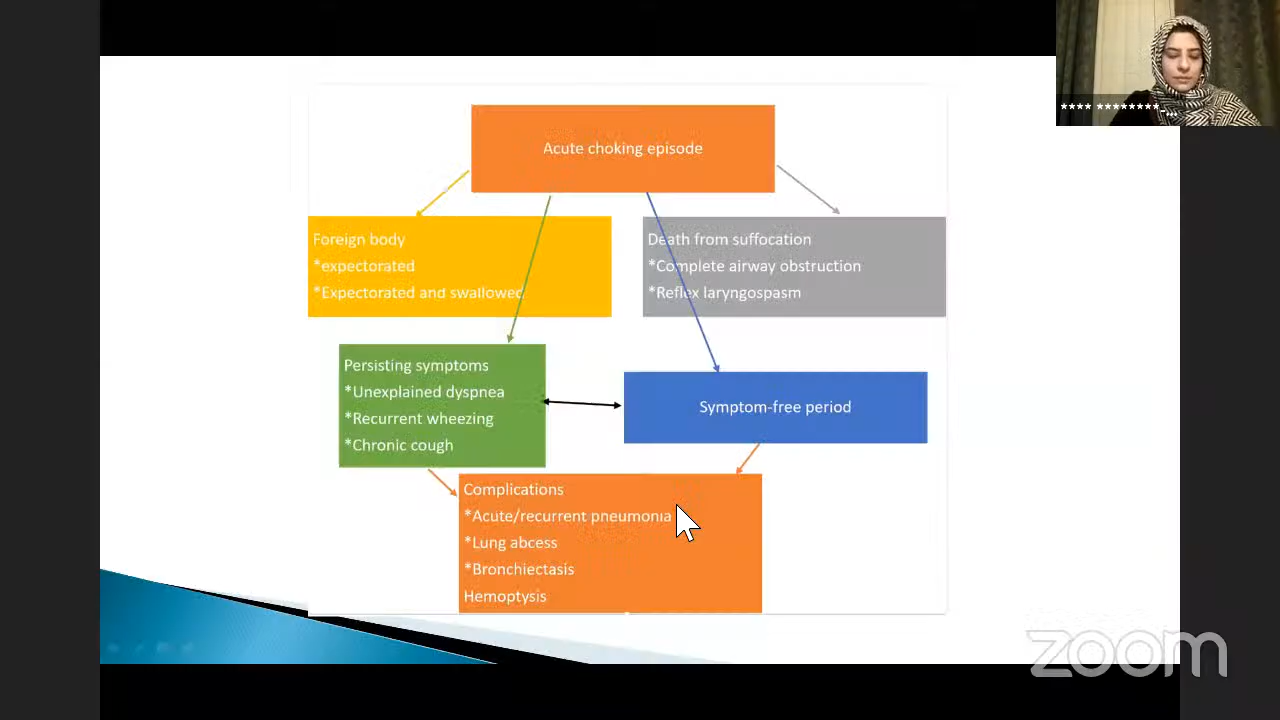 Acute choking episode
Foreign body
*expectorated
*Expectorated and swallowed
Death from suffocation
*Complete airway obstruction
*Reflex laryngospasm
Persisting symptoms
*Unexplained dyspnea
*Recurrent wheezing
*Chronic cough
Symptom-free period
Complications
*Acute/recurrent pneumonia
*Lung abcess
*Bronchiectasis
Hemoptysis
**** ********-...
zoom